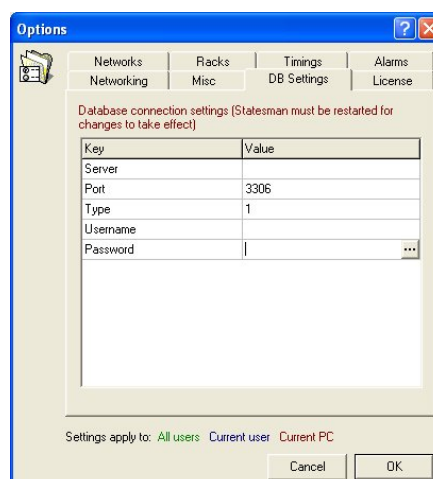 Options
Networks Racks Timings Alarms
Networking Misc DB Settings License
Database connection settings (Statesman must be restarted for
changes to take effect)
Key Value
Server
Port 3306
Type 1
Username
Password ...
Settings apply to: All users Current user Current PC
Cancel OK